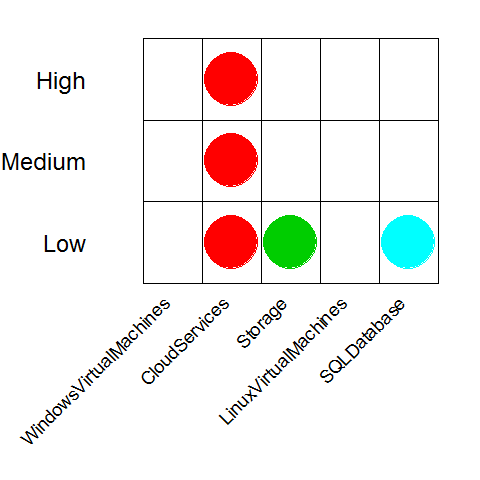 High
Medium
Low
WindowsVirtualMachines
CloudServices
Storage
LinuxVirtualMachines
SQLDatabase